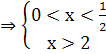 ⇒{0 < x < 1/2
x > 2